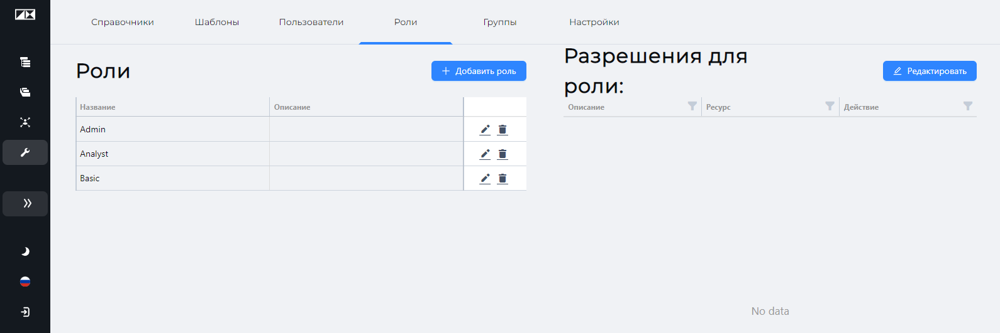 Справочники Шаблоны Пользователи Роли Группы Настройки
Роли
Добавить роль
Название Описание
Admin
Analyst
Basic
Разрешения для
роли:
Редактировать
Описание Ресурс Действие
No data